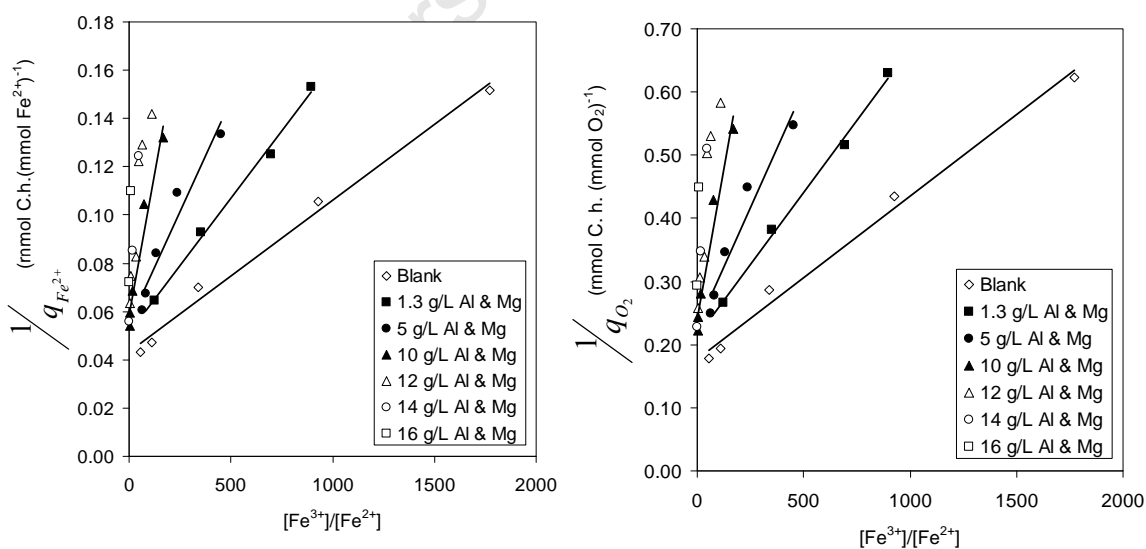 0.18
0.16
0.14
0.12
0.10
0.08
0.06
0.04
0.02
0.00
(mmol C.h.(mmol Fe²⁺)⁻¹)
1/q_Fe²⁺
0 500 1000 1500 2000
[Fe³⁺]/[Fe²⁺]
Blank
1.3 g/L Al & Mg
5 g/L Al & Mg
10 g/L Al & Mg
12 g/L Al & Mg
14 g/L Al & Mg
16 g/L Al & Mg
0.70
0.60
0.50
0.40
0.30
0.20
0.10
0.00
(mmol C. h. (mmol O₂)⁻¹)
1/q_O₂
0 500 1000 1500 2000
[Fe³⁺]/[Fe²⁺]
Blank
1.3 g/L Al & Mg
5 g/L Al & Mg
10 g/L Al & Mg
12 g/L Al & Mg
14 g/L Al & Mg
16 g/L Al & Mg